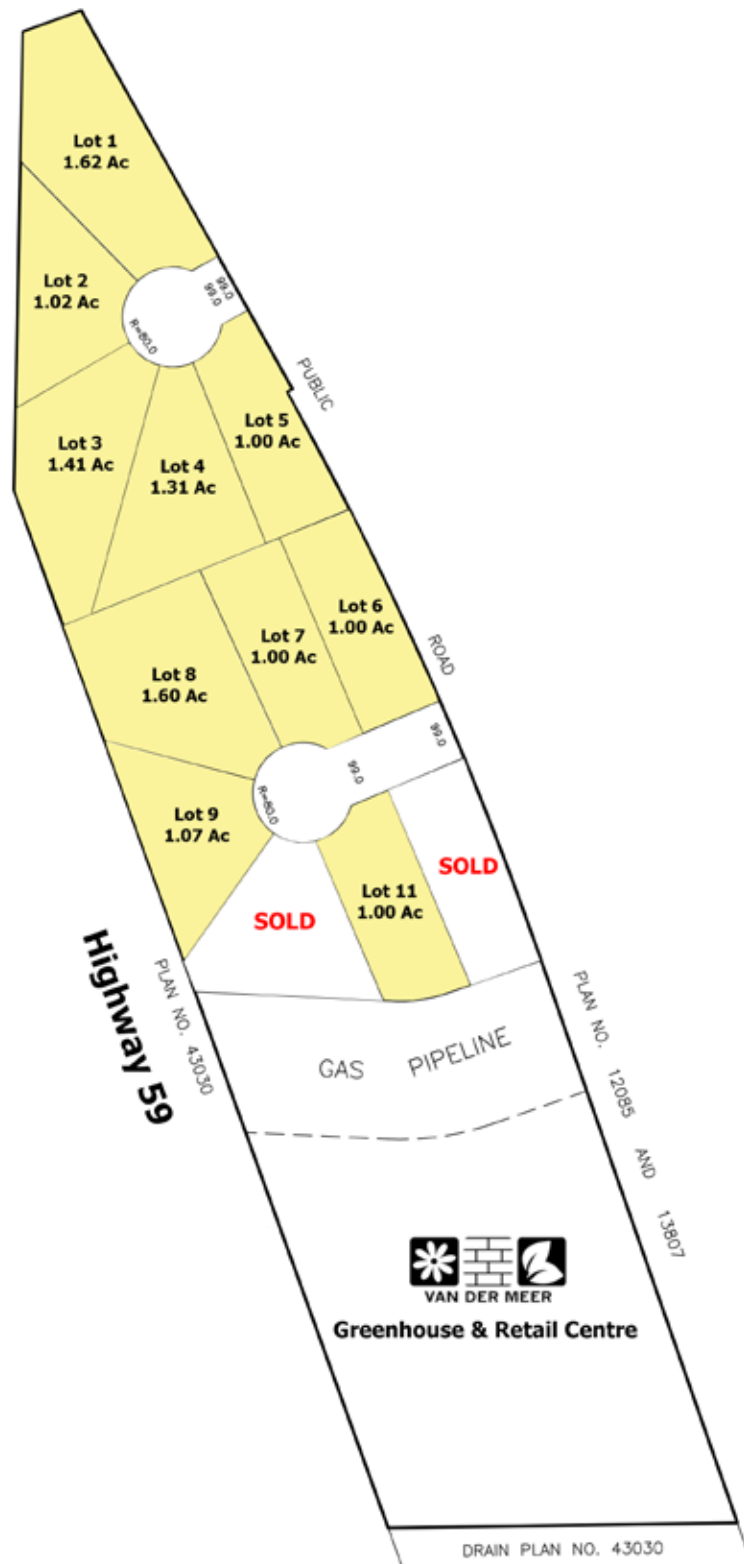 Lot 1
1.62 Ac
Lot 2
1.02 Ac
99.0
99.0
R=80.0
PUBLIC
Lot 3
1.41 Ac
Lot 4
1.31 Ac
Lot 5
1.00 Ac
Lot 6
1.00 Ac
Lot 7
1.00 Ac
ROAD
Lot 8
1.60 Ac
99.0
99.0
R=80.0
Lot 9
1.07 Ac
SOLD
Lot 11
1.00 Ac
SOLD
Highway 59
PLAN NO. 43030
GAS PIPELINE
PLAN NO. 12085 AND 13807
VAN DER MEER
Greenhouse & Retail Centre
DRAIN PLAN NO. 43030